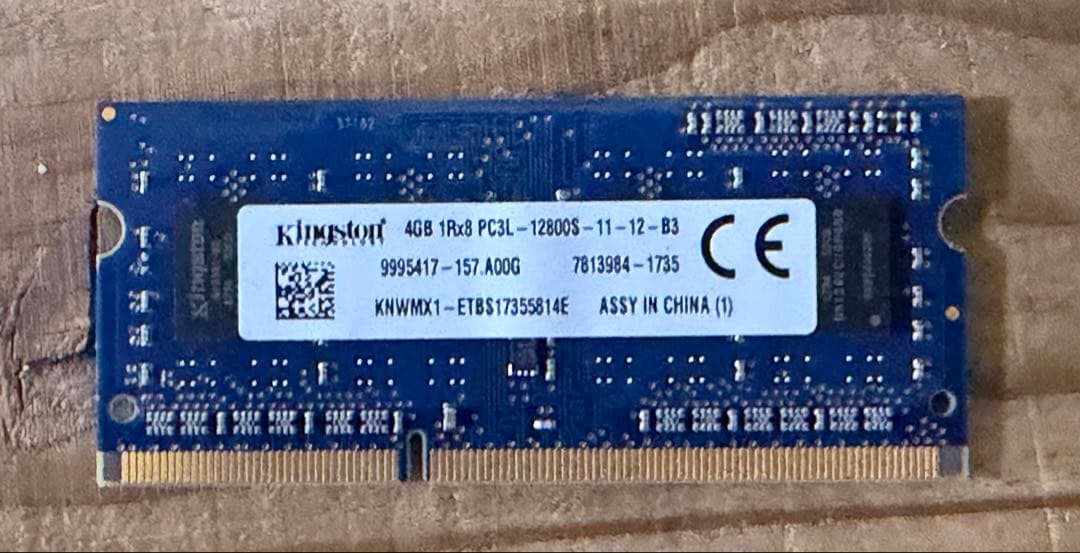 Kingston 4GB 1Rx8 PC3L-12800S-11-12-B3 CE
9995417-157.A00G 7813984-1735
KNWMX1-ETBS17355814E ASSY IN CHINA (1)
Kingston